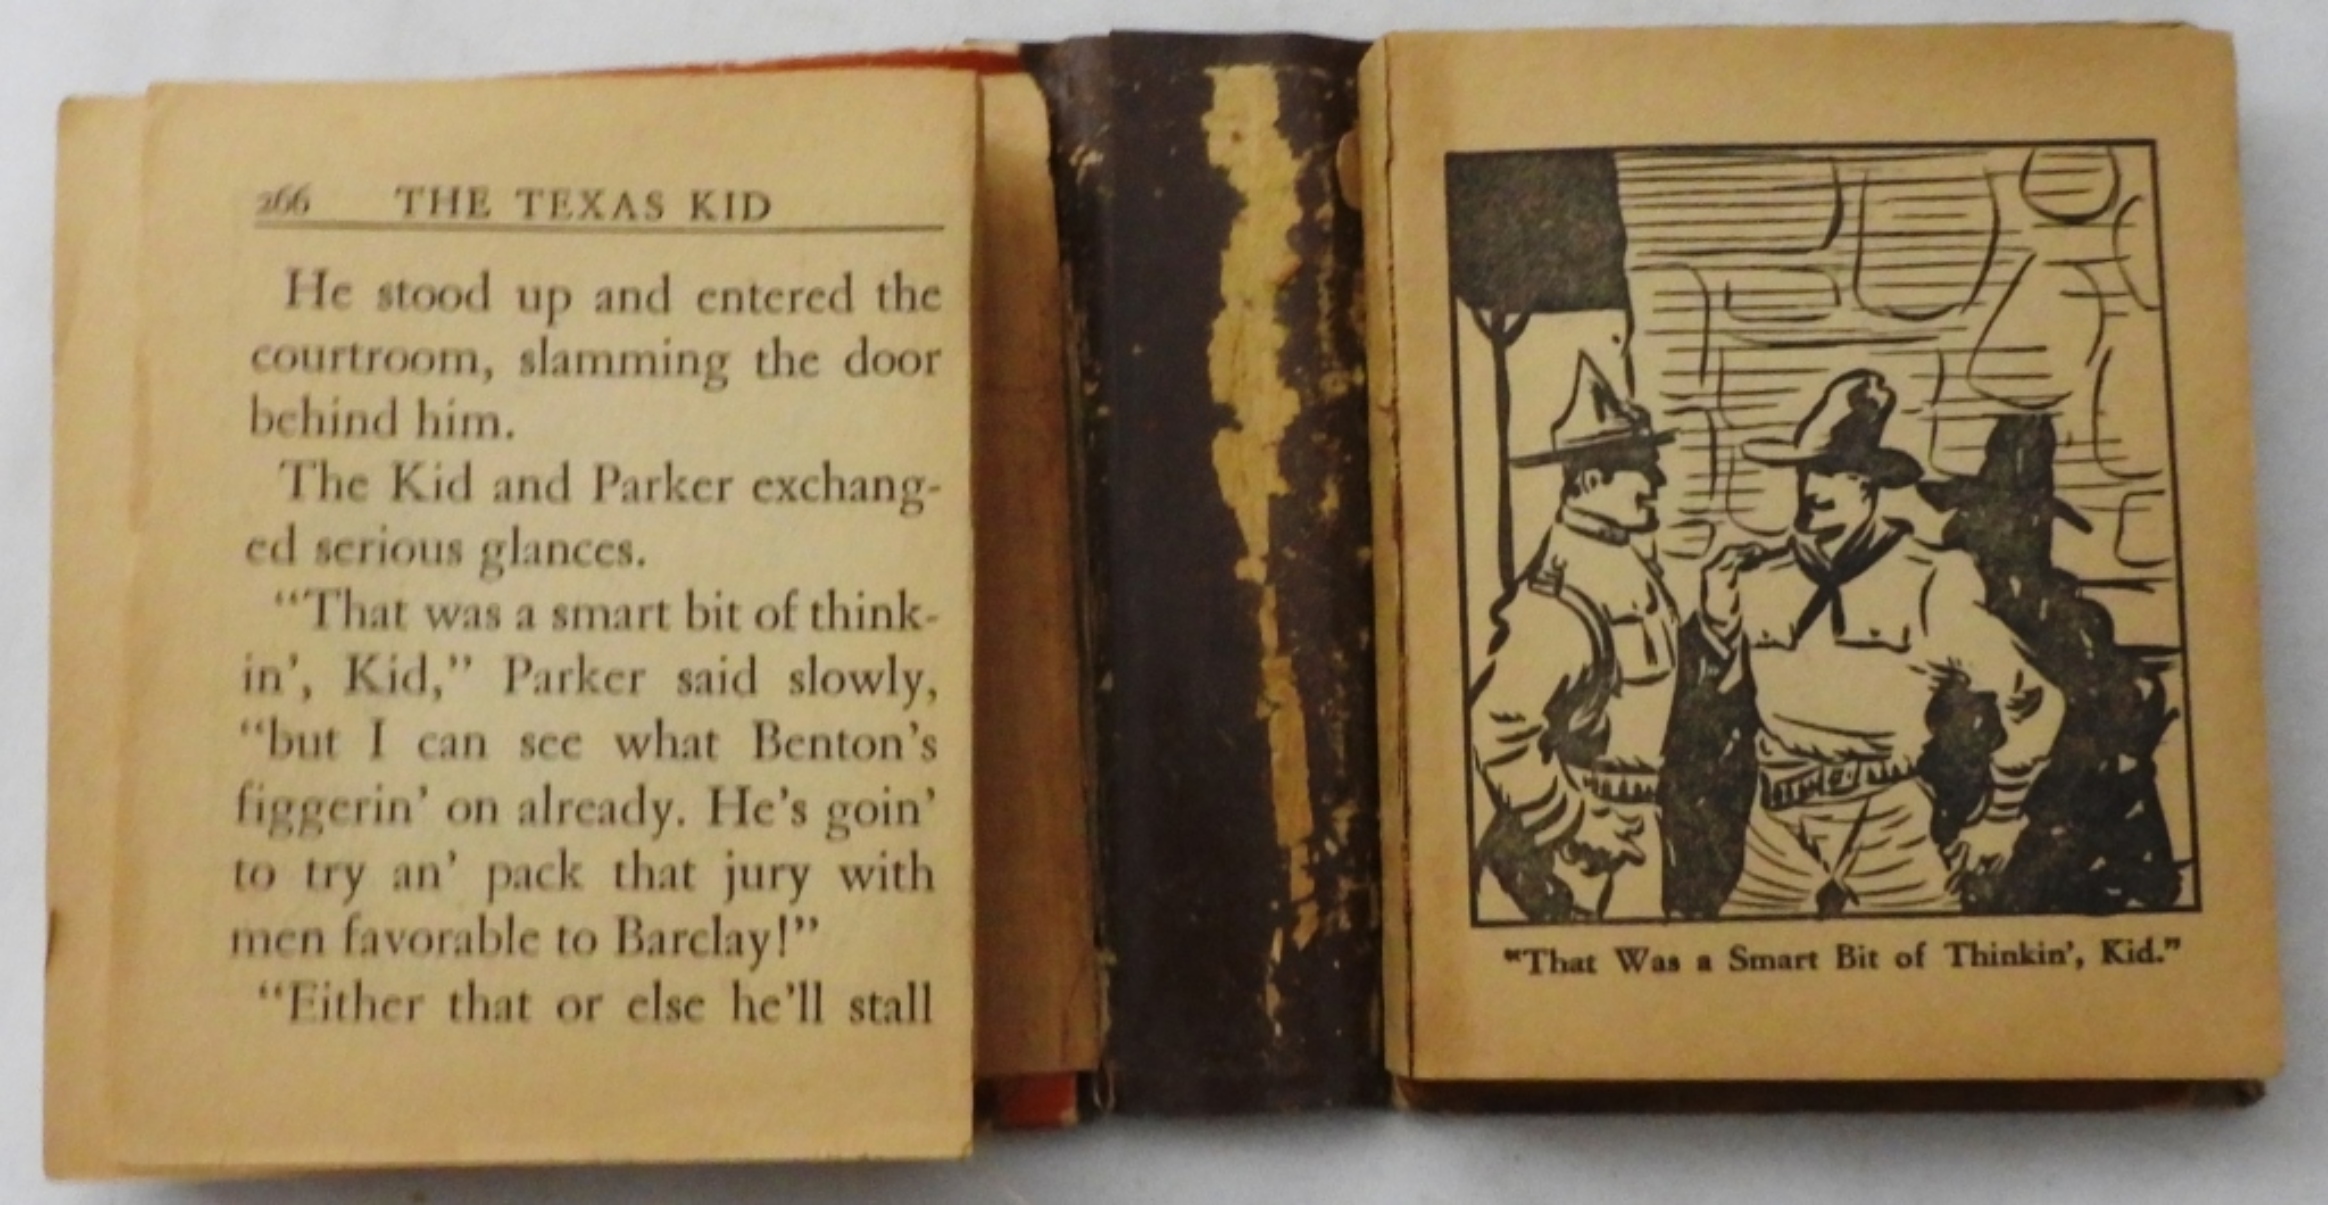 266 THE TEXAS KID
He stood up and entered the
courtroom, slamming the door
behind him.
The Kid and Parker exchang-
ed serious glances.
“That was a smart bit of think-
in’, Kid,” Parker said slowly,
“but I can see what Benton’s
figgerin’ on already. He’s goin’
to try an’ pack that jury with
men favorable to Barclay!”
“Either that or else he’ll stall
“That Was a Smart Bit of Thinkin’, Kid.”